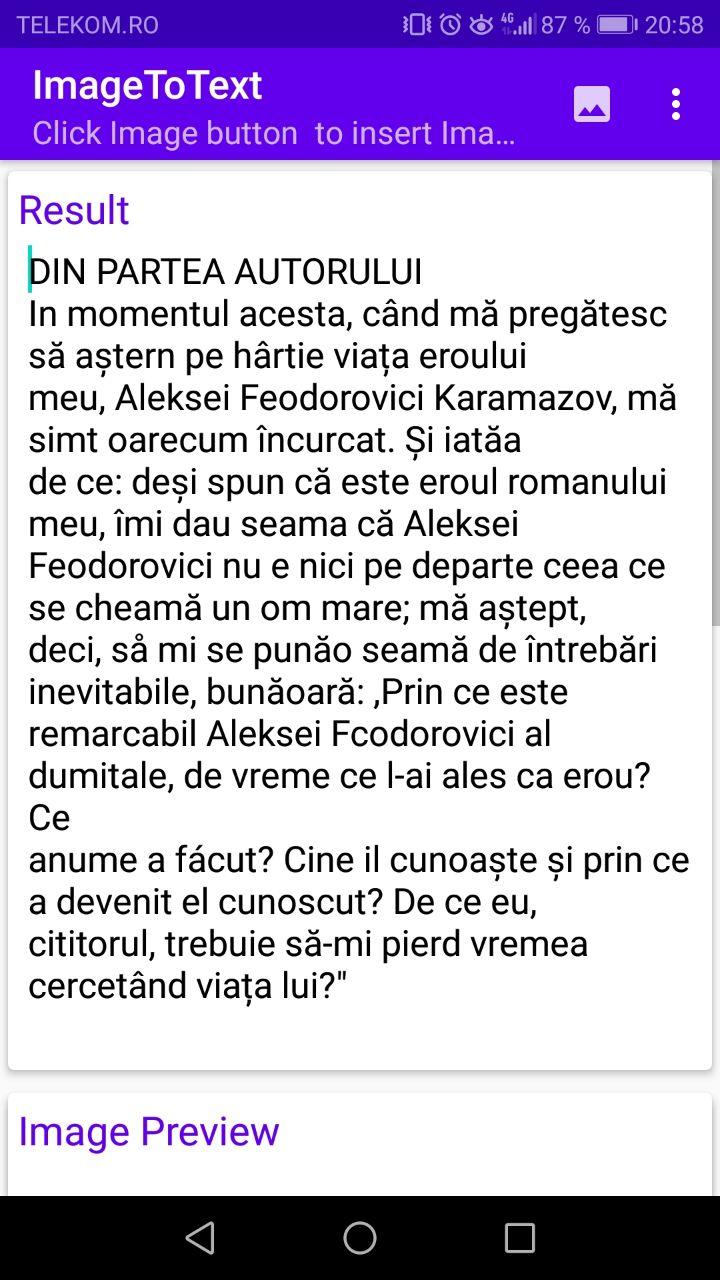 TELEKOM.RO 4G 87 % 20:58
ImageToText
Click Image button  to insert Ima...
Result
DIN PARTEA AUTORULUI
In momentul acesta, când mă pregătesc
să aștern pe hârtie viața eroului
meu, Aleksei Feodorovici Karamazov, mă
simt oarecum încurcat. Și iatăa
de ce: deși spun că este eroul romanului
meu, îmi dau seama că Aleksei
Feodorovici nu e nici pe departe ceea ce
se cheamă un om mare; mă aștept,
deci, så mi se punăo seamă de întrebări
inevitabile, bunăoară: ,Prin ce este
remarcabil Aleksei Fcodorovici al
dumitale, de vreme ce l-ai ales ca erou?
Ce
anume a fácut? Cine il cunoaște și prin ce
a devenit el cunoscut? De ce eu,
cititorul, trebuie să-mi pierd vremea
cercetând viața lui?"
Image Preview